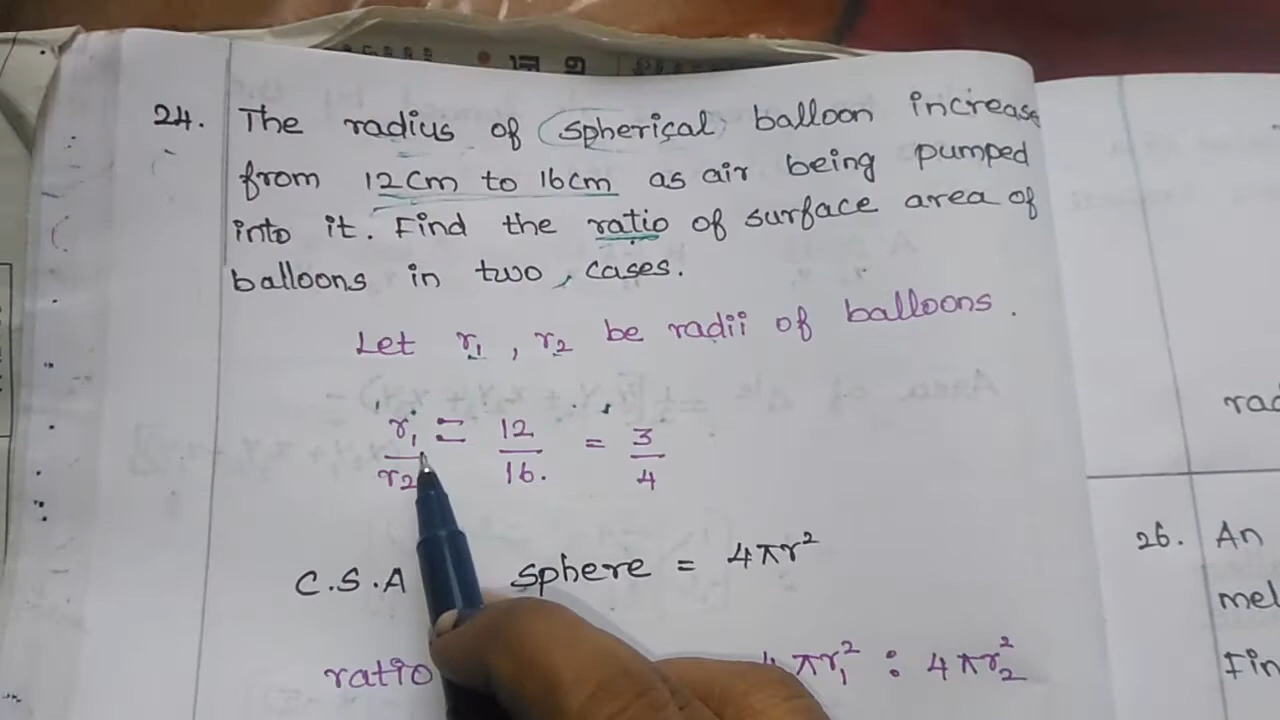 24. The radius of spherical balloon increase
from 12cm to 16cm as air being pumped
into it. Find the ratio of surface area of
balloons in two cases.
Let r₁, r₂ be radii of balloons.
r₁/r₂ = 12/16. = 3/4
C.S.A sphere = 4πr²
ratio 4πr₁² : 4πr₂²
26. An
mel
Fin